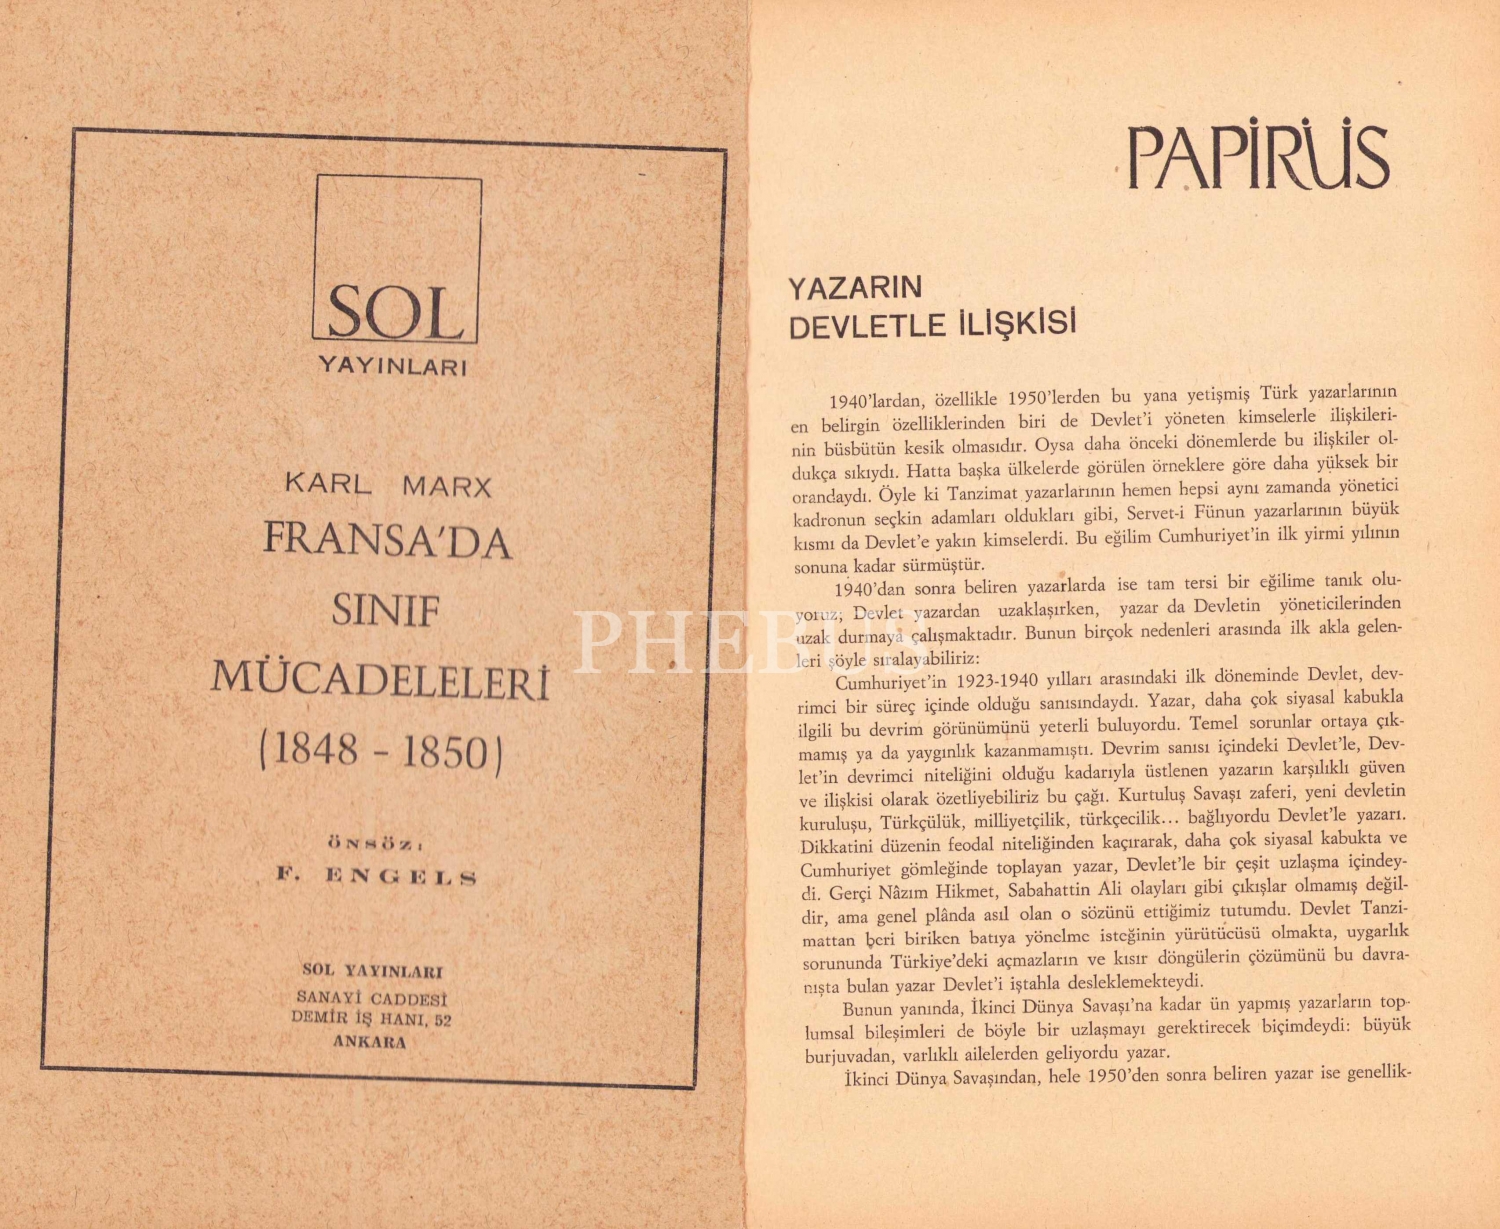 SOL
YAYINLARI
KARL MARX
FRANSA'DA
SINIF
MÜCADELELERİ
(1848 - 1850)
ÖNSÖZ:
F. ENGELS
SOL YAYINLARI
SANAYİ CADDESİ
DEMİR İŞ HANI, 52
ANKARA
PAPİRÜS
YAZARIN
DEVLETLE İLİŞKİSİ
1940'lardan, özellikle 1950'lerden bu yana yetişmiş Türk yazarlarının
en belirgin özelliklerinden biri de Devlet'i yöneten kimselerle ilişkileri-
nin büsbütün kesik olmasıdır. Oysa daha önceki dönemlerde bu ilişkiler ol-
dukça sıkıydı. Hatta başka ülkelerde görülen örneklere göre daha yüksek bir
orandaydı. Öyle ki Tanzimat yazarlarının hemen hepsi aynı zamanda yönetici
kadronun seçkin adamları oldukları gibi, Servet-i Fünun yazarlarının büyük
kısmı da Devlet'e yakın kimselerdi. Bu eğilim Cumhuriyet'in ilk yirmi yılının
sonuna kadar sürmüştür.
1940'dan sonra beliren yazarlarda ise tam tersi bir eğilime tanık olu-
yoruz; Devlet yazardan uzaklaşırken, yazar da Devletin yöneticilerinden
uzak durmaya çalışmaktadır. Bunun birçok nedenleri arasında ilk akla gelen-
leri şöyle sıralayabiliriz:
Cumhuriyet'in 1923-1940 yılları arasındaki ilk döneminde Devlet, dev-
rimci bir süreç içinde olduğu sanısındaydı. Yazar, daha çok siyasal kabukla
ilgili bu devrim görünümünü yeterli buluyordu. Temel sorunlar ortaya çık-
mamış ya da yaygınlık kazanmamıştı. Devrim sanısı içindeki Devlet'le, Dev-
let'in devrimci niteliğini olduğu kadarıyla üstlenen yazarın karşılıklı güven
ve ilişkisi olarak özetliyebiliriz bu çağı. Kurtuluş Savaşı zaferi, yeni devletin
kuruluşu, Türkçülük, milliyetçilik, türkçecilik... bağlıyordu Devlet'le yazarı.
Dikkatini düzenin feodal niteliğinden kaçırarak, daha çok siyasal kabukta ve
Cumhuriyet gömleğinde toplayan yazar, Devlet'le bir çeşit uzlaşma içindey-
di. Gerçi Nâzım Hikmet, Sabahattin Ali olayları gibi çıkışlar olmamış değil-
dir, ama genel plânda asıl olan o sözünü ettiğimiz tutumdu. Devlet Tanzi-
mattan beri biriken batıya yönelme isteğinin yürütücüsü olmakta, uygarlık
sorununda Türkiye'deki açmazların ve kısır döngülerin çözümünü bu davra-
nışta bulan yazar Devlet'i iştahla desleklemekteydi.
Bunun yanında, İkinci Dünya Savaşı'na kadar ün yapmış yazarların top-
lumsal bileşimleri de böyle bir uzlaşmayı gerektirecek biçimdeydi: büyük
burjuvadan, varlıklı ailelerden geliyordu yazar.
İkinci Dünya Savaşından, hele 1950'den sonra beliren yazar ise genellik-
PHEBUS